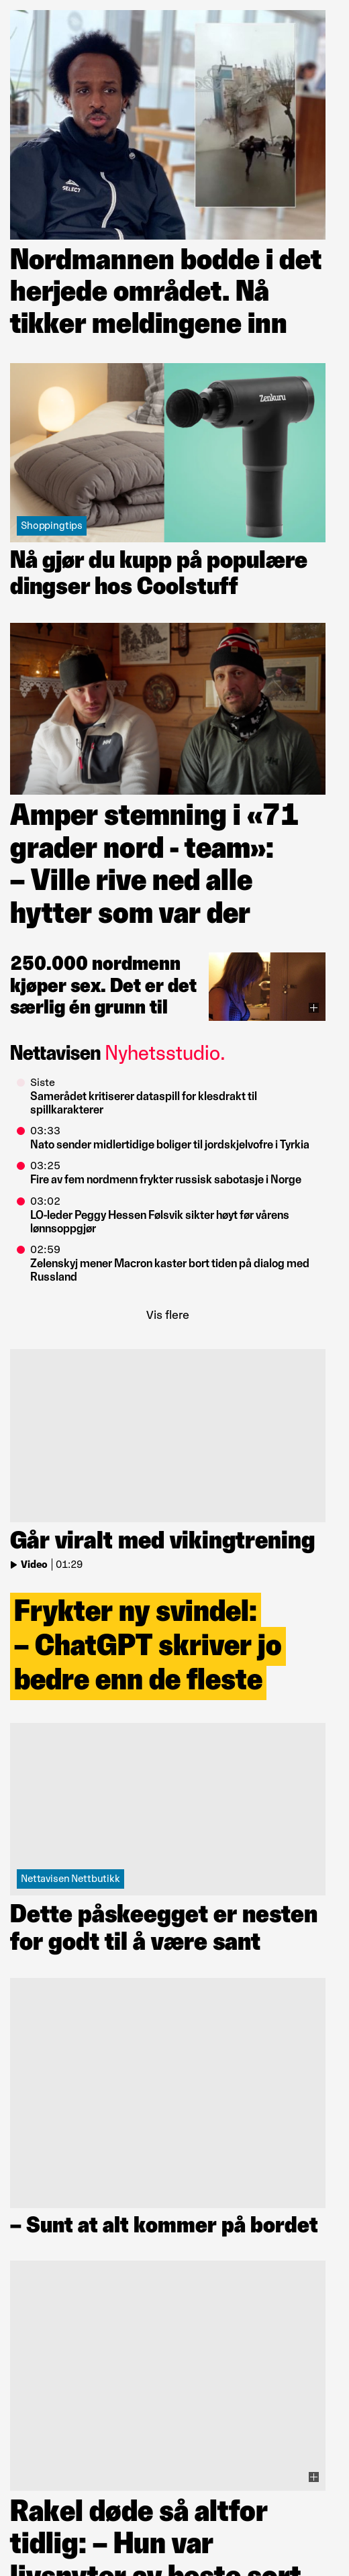 SELECT
Nordmannen bodde i det
herjede området. Nå
tikker meldingene inn
Zenkuru
Shoppingtips
Nå gjør du kupp på populære
dingser hos Coolstuff
HH
Amper stemning i «71
grader nord - team»:
– Ville rive ned alle
hytter som var der
250.000 nordmenn
kjøper sex. Det er det
særlig én grunn til
Nettavisen Nyhetsstudio.
Siste
Samerådet kritiserer dataspill for klesdrakt til
spillkarakterer
03:33
Nato sender midlertidige boliger til jordskjelvofre i Tyrkia
03:25
Fire av fem nordmenn frykter russisk sabotasje i Norge
03:02
LO-leder Peggy Hessen Følsvik sikter høyt før vårens
lønnsoppgjør
02:59
Zelenskyj mener Macron kaster bort tiden på dialog med
Russland
Vis flere
Går viralt med vikingtrening
Video | 01:29
Frykter ny svindel:
– ChatGPT skriver jo
bedre enn de fleste
Nettavisen Nettbutikk
Dette påskeegget er nesten
for godt til å være sant
– Sunt at alt kommer på bordet
Rakel døde så altfor
tidlig: – Hun var
livsnyter av beste sort